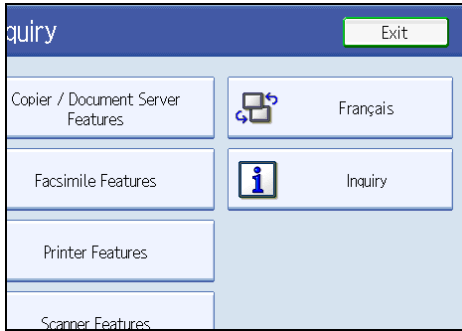 quiry
Exit
Copier / Document Server
Features
Français
Facsimile Features
Inquiry
Printer Features
Scanner Features